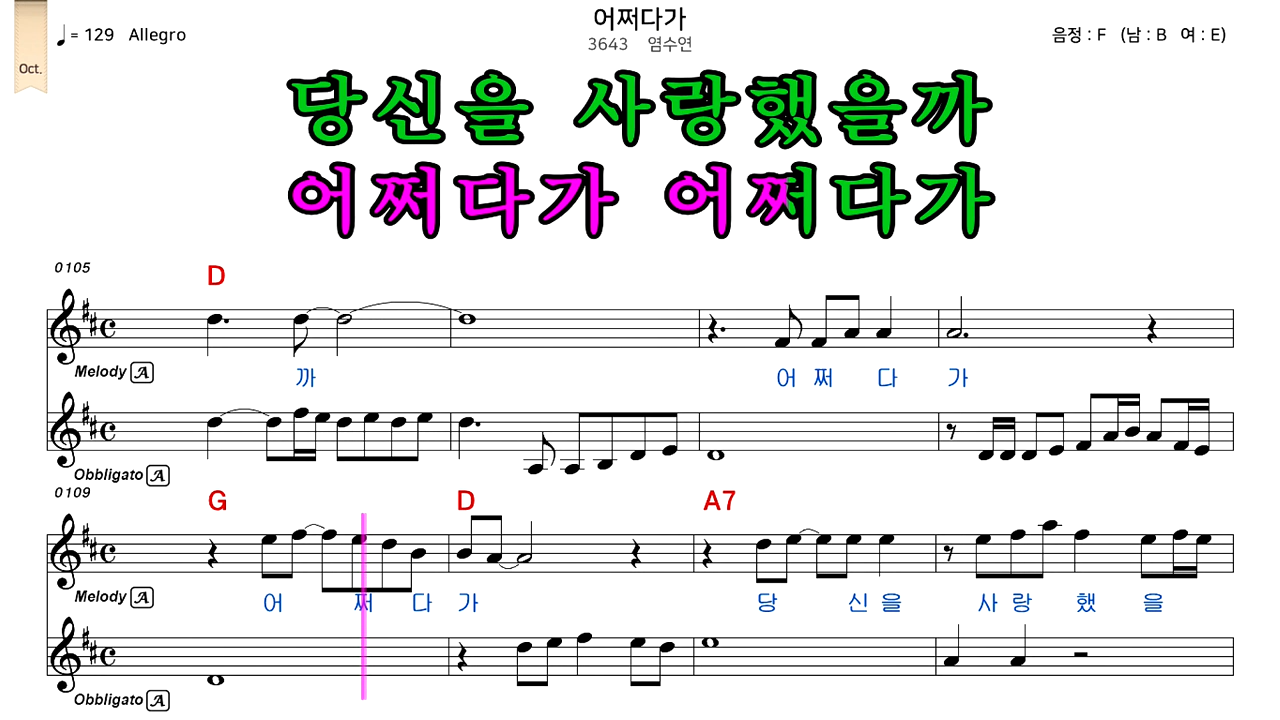 어쩌다가
♩= 129 Allegro
음정 : F (남 : B 여 : E)
3643 염수연
Oct.
당신을 사랑했을까
어쩌다가 어쩌다가
0105
D
Melody A
까 어 쩌 다 가
Obbligato A
0109
G D A7
Melody A
어 쩌 다 가 당 신 을 사 랑 했 을
Obbligato A